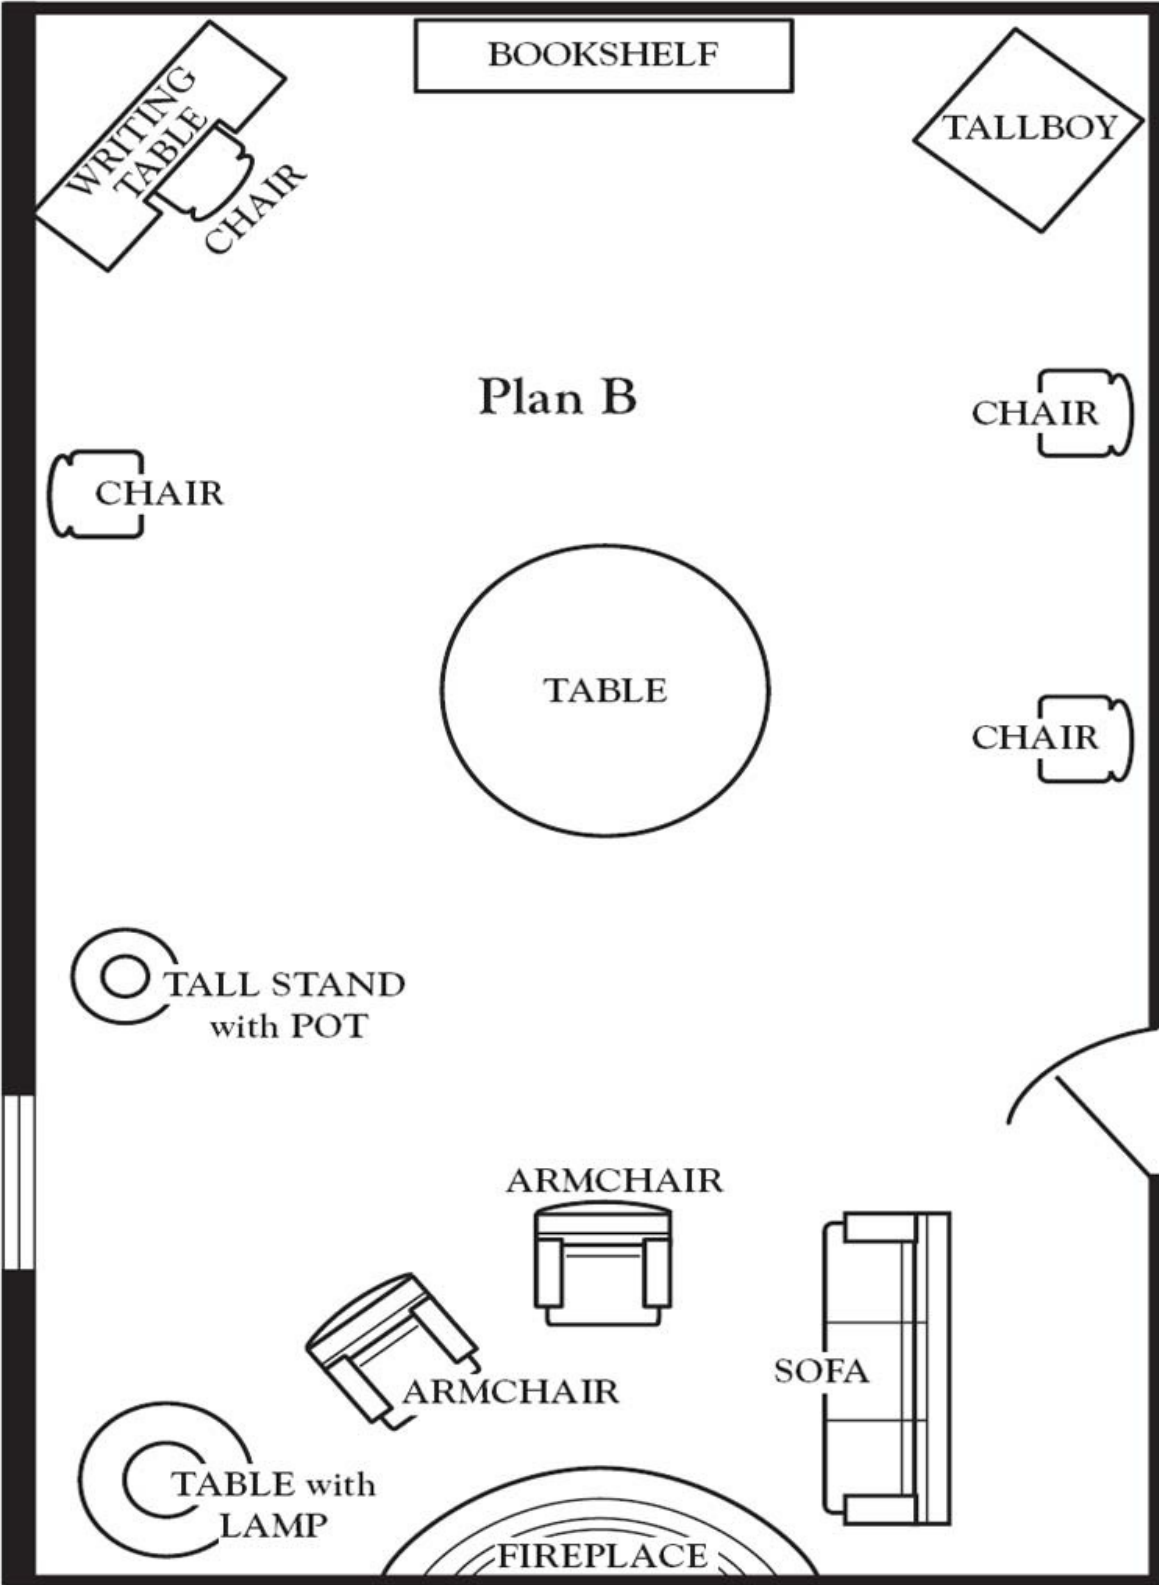 BOOKSHELF
WRITING
TABLE
CHAIR
TALLBOY
Plan B
CHAIR
CHAIR
TABLE
CHAIR
TALL STAND
with POT
ARMCHAIR
ARMCHAIR
SOFA
TABLE with
LAMP
FIREPLACE